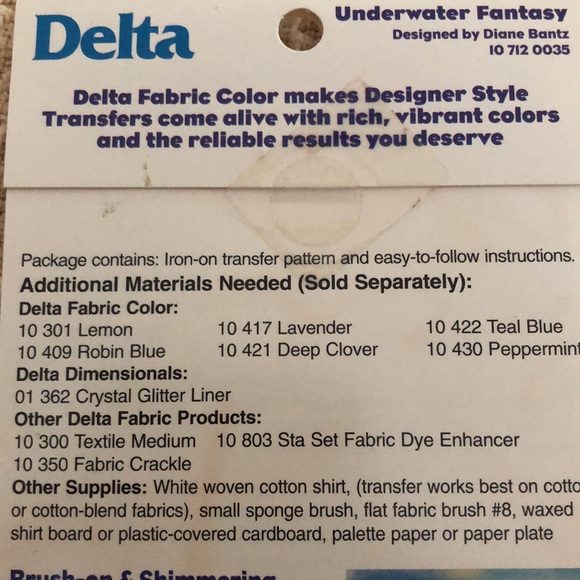 Delta
Underwater Fantasy
Designed by Diane Bantz
10 712 0035
Delta Fabric Color makes Designer Style
Transfers come alive with rich, vibrant colors
and the reliable results you deserve
Package contains: Iron-on transfer pattern and easy-to-follow instructions.
Additional Materials Needed (Sold Separately):
Delta Fabric Color:
10 301 Lemon 10 417 Lavender 10 422 Teal Blue
10 409 Robin Blue 10 421 Deep Clover 10 430 Peppermint
Delta Dimensionals:
01 362 Crystal Glitter Liner
Other Delta Fabric Products:
10 300 Textile Medium 10 803 Sta Set Fabric Dye Enhancer
10 350 Fabric Crackle
Other Supplies: White woven cotton shirt, (transfer works best on cotto
or cotton-blend fabrics), small sponge brush, flat fabric brush #8, waxed
shirt board or plastic-covered cardboard, palette paper or paper plate
Brush-on & Shimmering